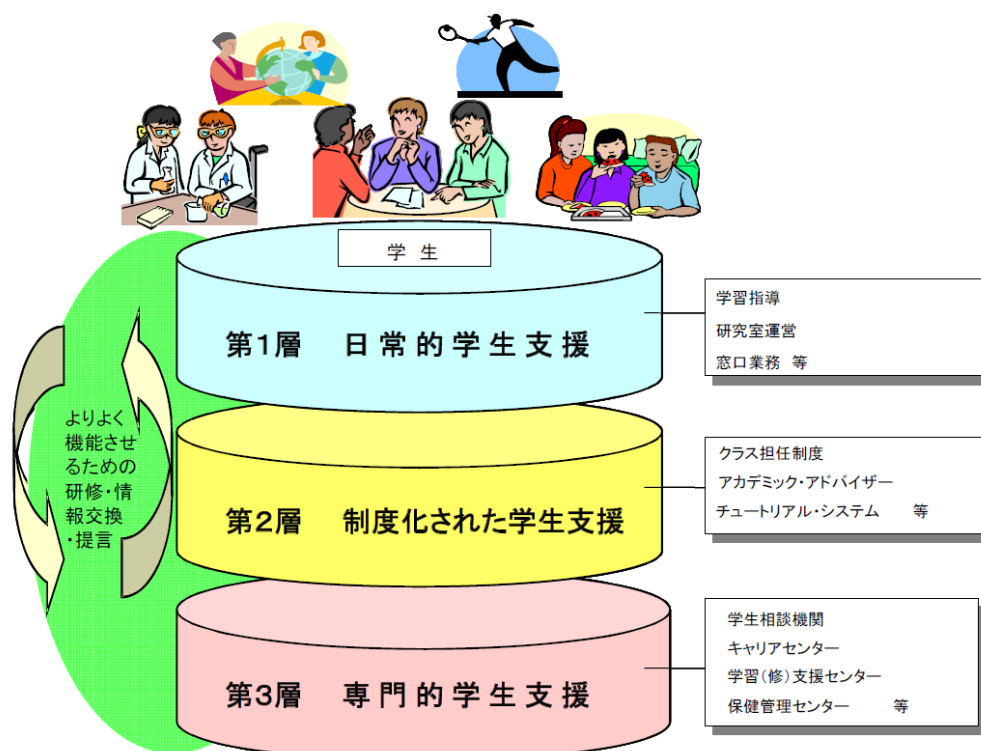 学 生
第1層 日常的学生支援
学習指導
研究室運営
窓口業務 等
よりよく
機能させ
るための
研修・情
報交換
・提言
第2層 制度化された学生支援
クラス担任制度
アカデミック・アドバイザー
チュートリアル・システム 等
第3層 専門的学生支援
学生相談機関
キャリアセンター
学習(修)支援センター
保健管理センター 等